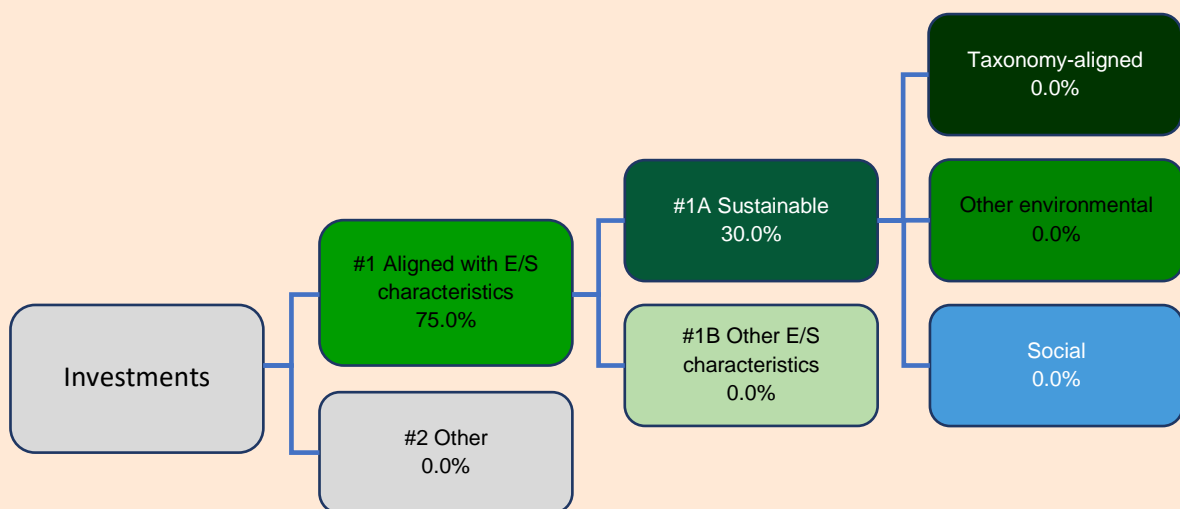 Investments
#1 Aligned with E/S
characteristics
75.0%
#2 Other
0.0%
#1A Sustainable
30.0%
#1B Other E/S
characteristics
0.0%
Taxonomy-aligned
0.0%
Other environmental
0.0%
Social
0.0%